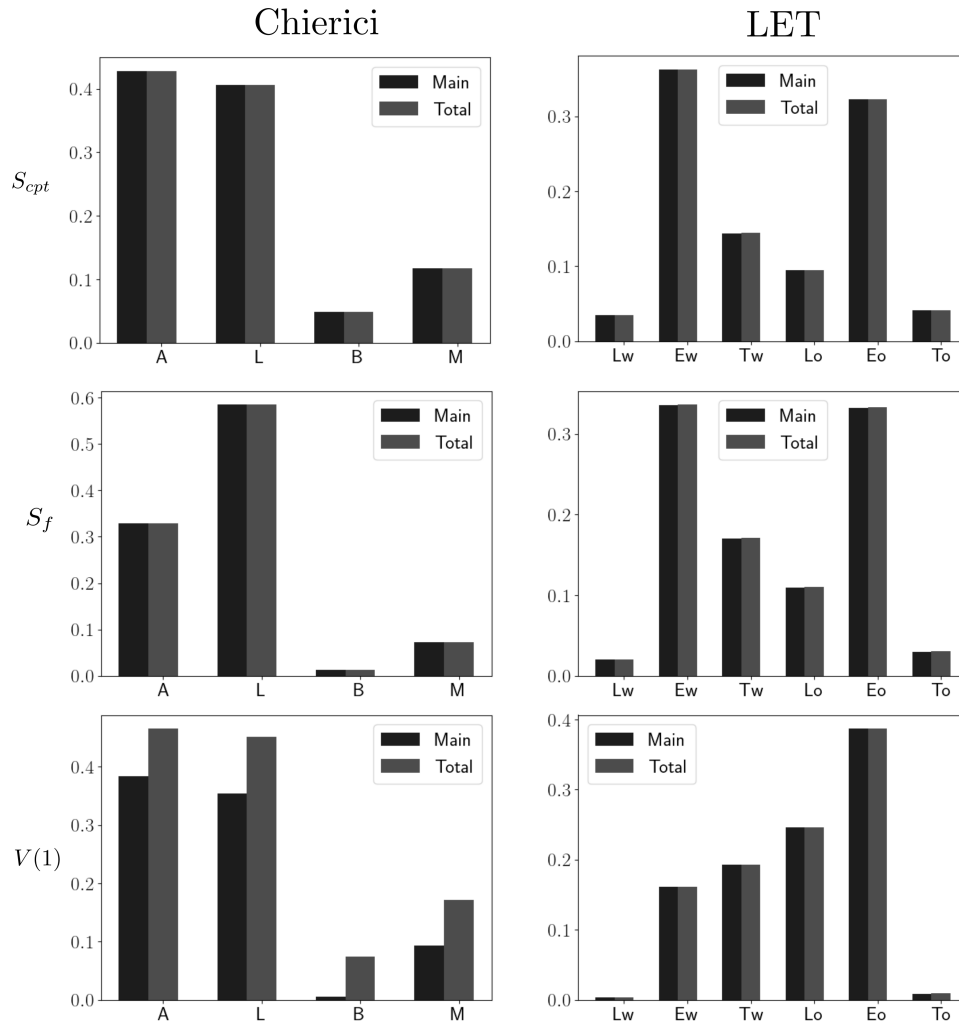 Chierici
LET
S_cpt
0.4
0.3
0.2
0.1
0.0
Main
Total
A L B M
0.3
0.2
0.1
0.0
Main
Total
Lw Ew Tw Lo Eo To
S_f
0.6
0.5
0.4
0.3
0.2
0.1
0.0
Main
Total
A L B M
0.3
0.2
0.1
0.0
Main
Total
Lw Ew Tw Lo Eo To
V(1)
0.4
0.3
0.2
0.1
0.0
Main
Total
A L B M
0.4
0.3
0.2
0.1
0.0
Main
Total
Lw Ew Tw Lo Eo To